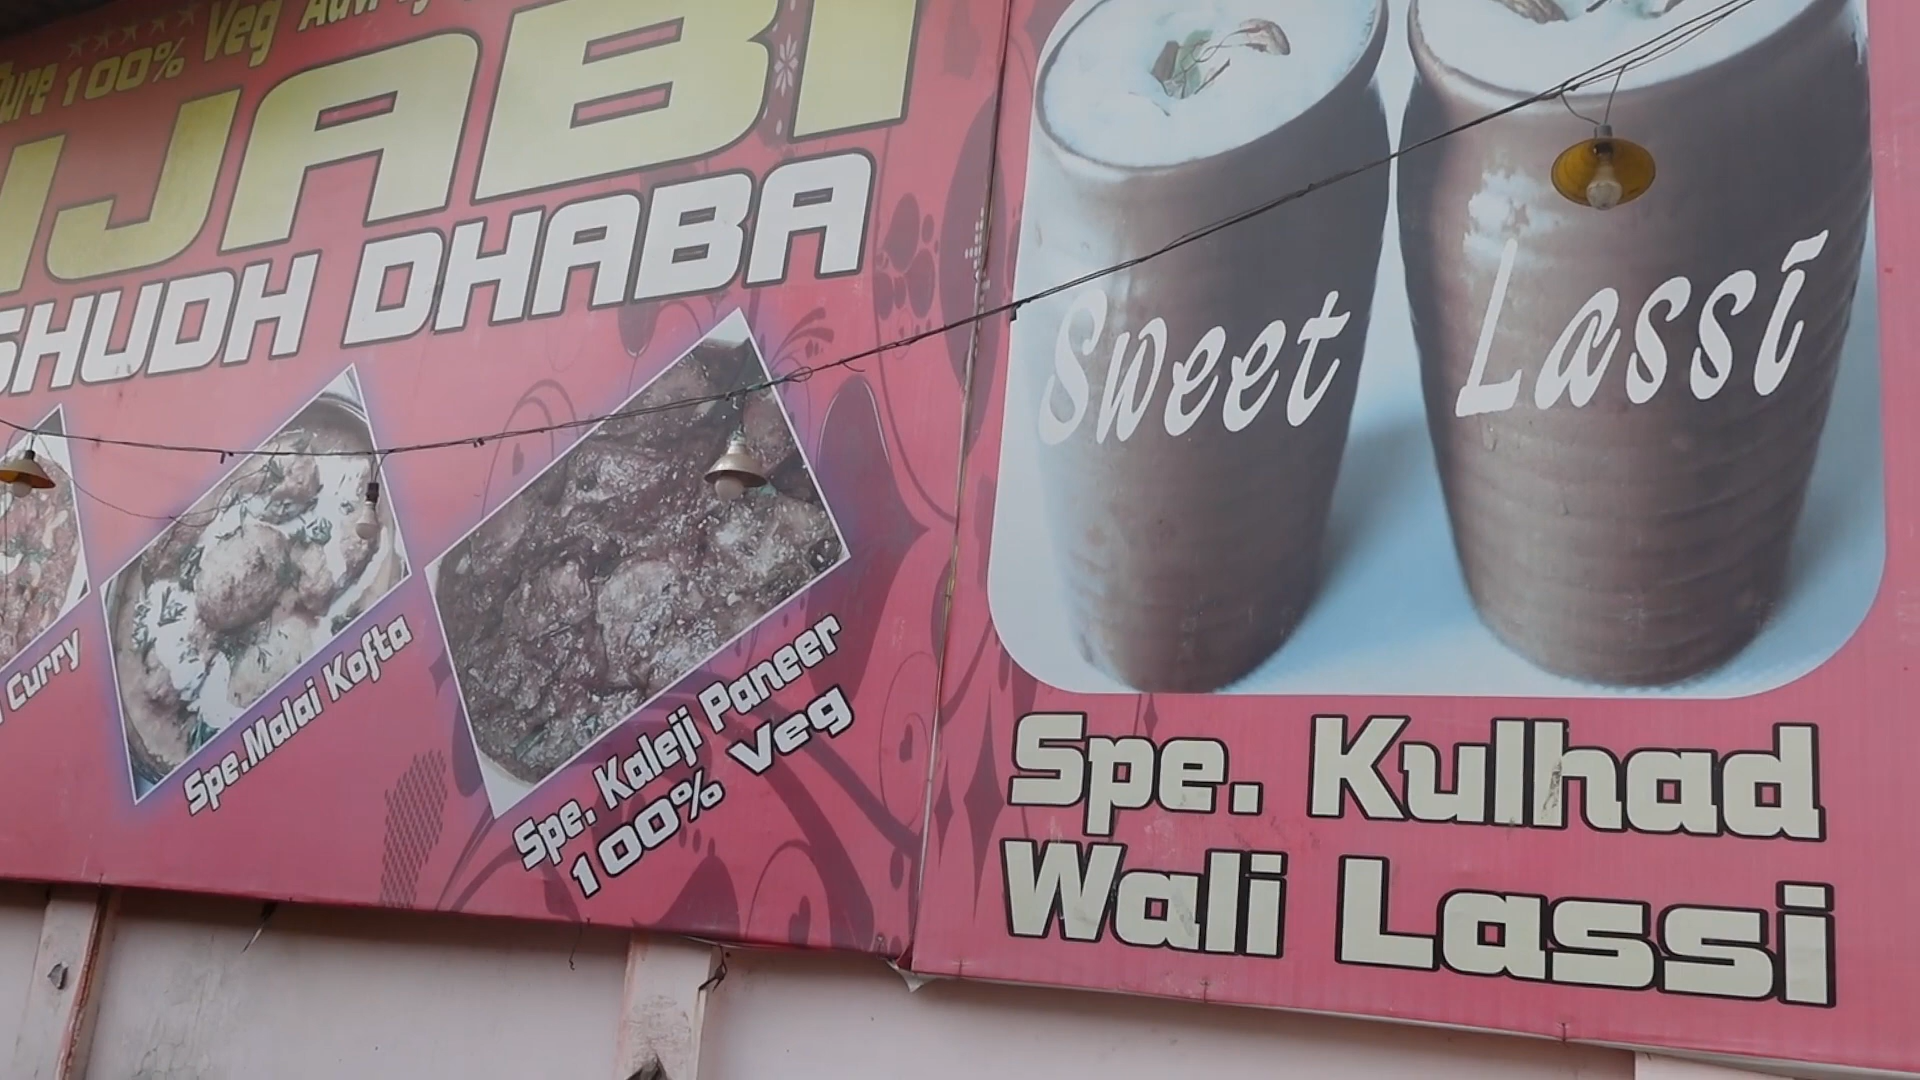 Pure 100% Veg
JABI
SHUDH DHABA
Curry
Spe.Malai Kofta
Spe. Kaleji Paneer
100% Veg
Sweet Lassi
Spe. Kulhad
Wali Lassi